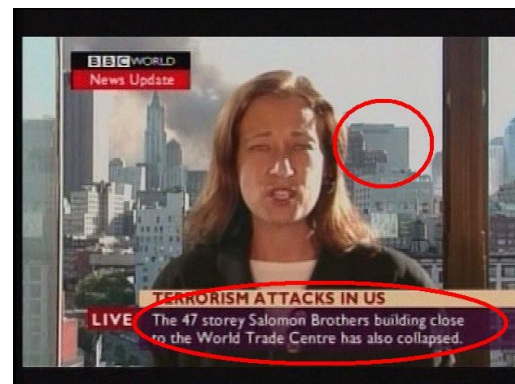 BBC WORLD
News Update
TERRORISM ATTACKS IN US
LIVE
The 47 storey Salomon Brothers building close
to the World Trade Centre has also collapsed.